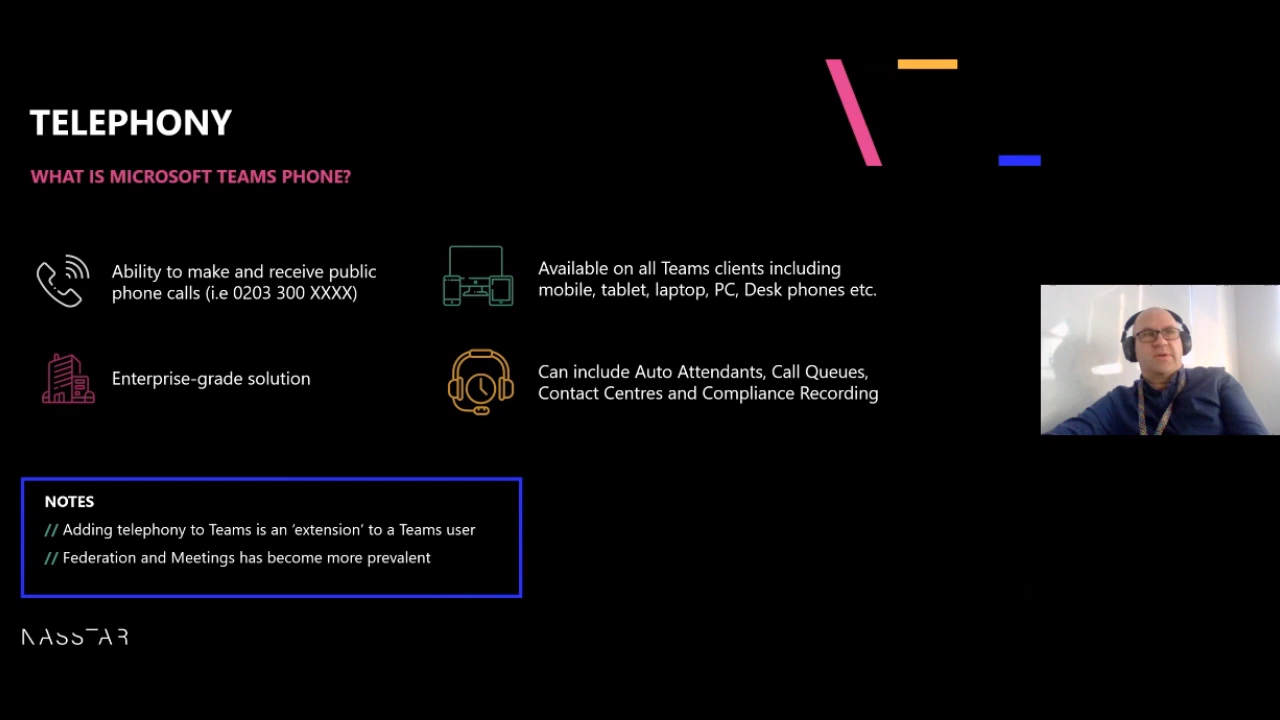 TELEPHONY
WHAT IS MICROSOFT TEAMS PHONE?
Ability to make and receive public
phone calls (i.e 0203 300 XXXX)
Available on all Teams clients including
mobile, tablet, laptop, PC, Desk phones etc.
Enterprise-grade solution
Can include Auto Attendants, Call Queues,
Contact Centres and Compliance Recording
NOTES
// Adding telephony to Teams is an ‘extension’ to a Teams user
// Federation and Meetings has become more prevalent
NASSTAR